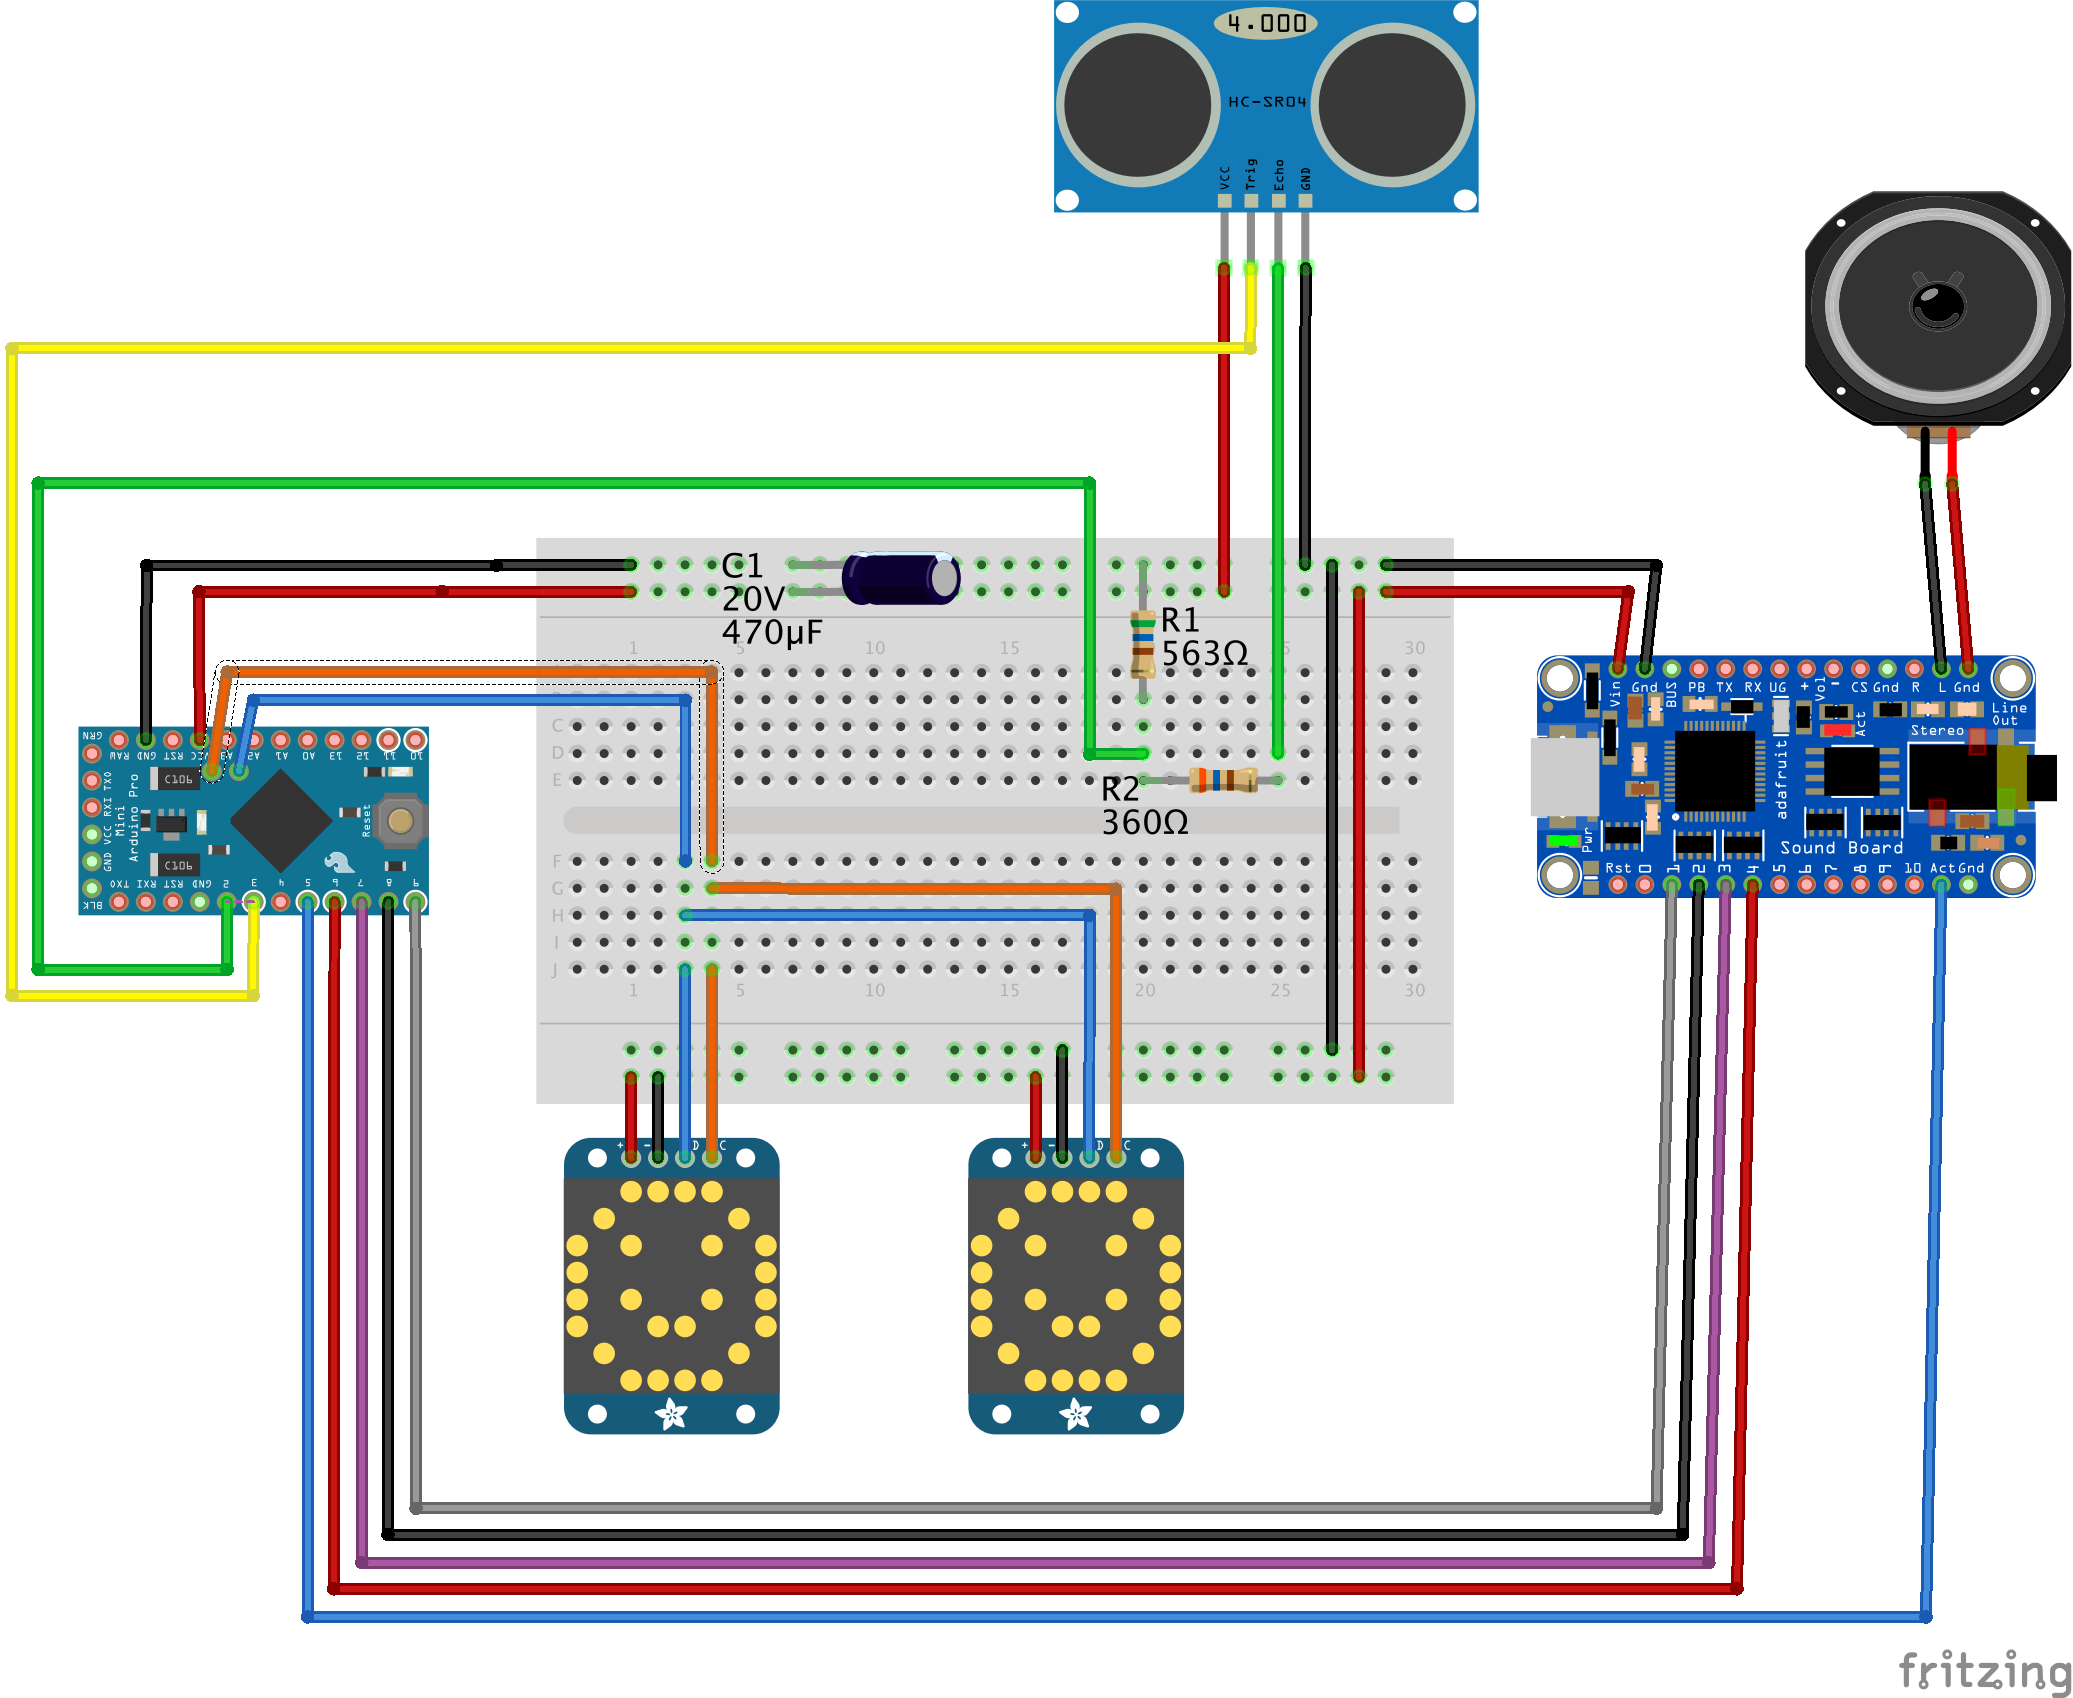 4.000
HC-SR04
VCC Trig Echo GND
C1
20V
470µF
1 5 10 15 25 30
R1
563Ω
C
D
E
R2
360Ω
F
G
H
I
J
1 5 10 15 20 25 30
GRN
RAW GND RST VCC A3 A2 A1 A0 13 12 11 10
GND VCC RXI TXO
Arduino Pro
Mini
C106
C106
Reset
TXO RXI RST GND 2 3 4 5 6 7 8 9
BLK
Vin Gnd BUS PB TX RX UG + Vol - CS Gnd R L Gnd
Line
Out
Act
Stereo
adafruit
Pwr
Sound Board
Rst 0 1 2 3 4 5 6 7 8 9 10 Act Gnd
+ - D C
+ - D C
fritzing